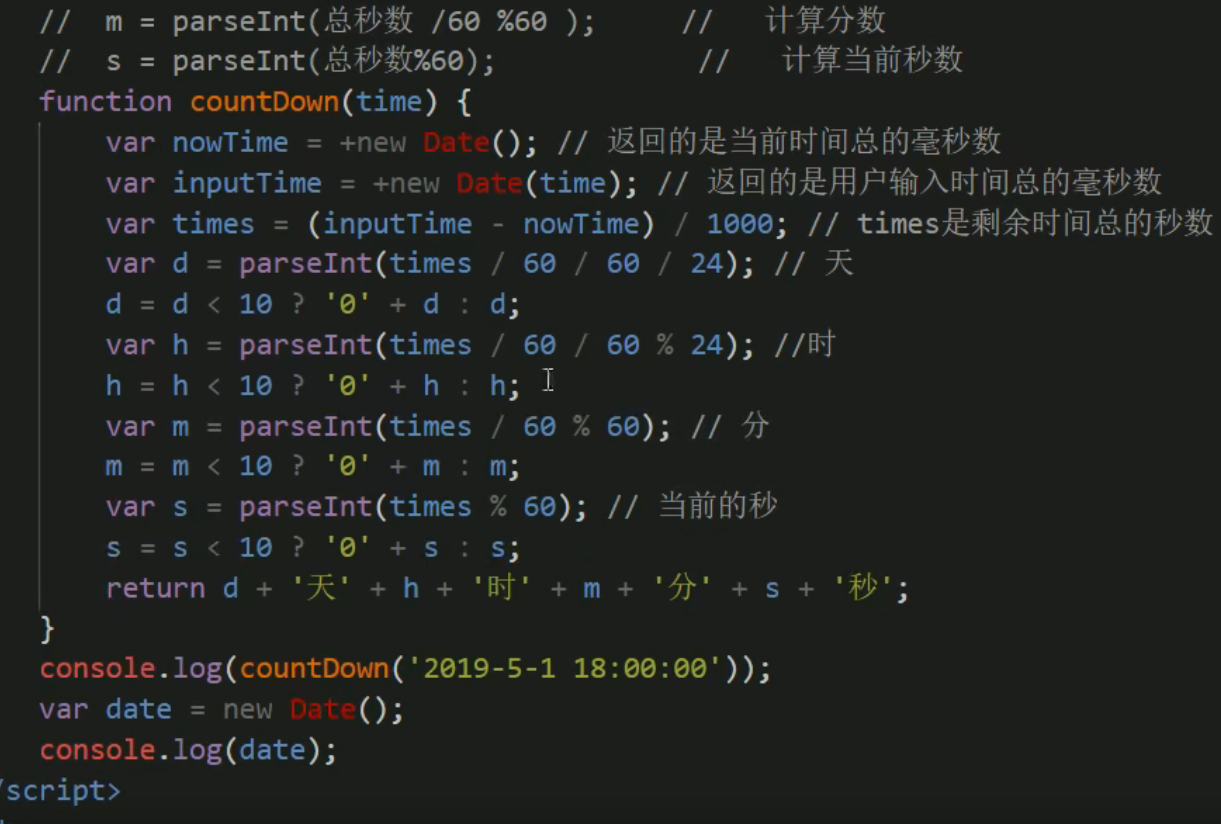 // m = parseInt(总秒数 /60 %60 ); // 计算分数
// s = parseInt(总秒数%60); // 计算当前秒数
function countDown(time) {
var nowTime = +new Date(); // 返回的是当前时间总的毫秒数
var inputTime = +new Date(time); // 返回的是用户输入时间总的毫秒数
var times = (inputTime - nowTime) / 1000; // times是剩余时间总的秒数
var d = parseInt(times / 60 / 60 / 24); // 天
d = d < 10 ? '0' + d : d;
var h = parseInt(times / 60 / 60 % 24); //时
h = h < 10 ? '0' + h : h;
var m = parseInt(times / 60 % 60); // 分
m = m < 10 ? '0' + m : m;
var s = parseInt(times % 60); // 当前的秒
s = s < 10 ? '0' + s : s;
return d + '天' + h + '时' + m + '分' + s + '秒';
}
console.log(countDown('2019-5-1 18:00:00'));
var date = new Date();
console.log(date);
/script>